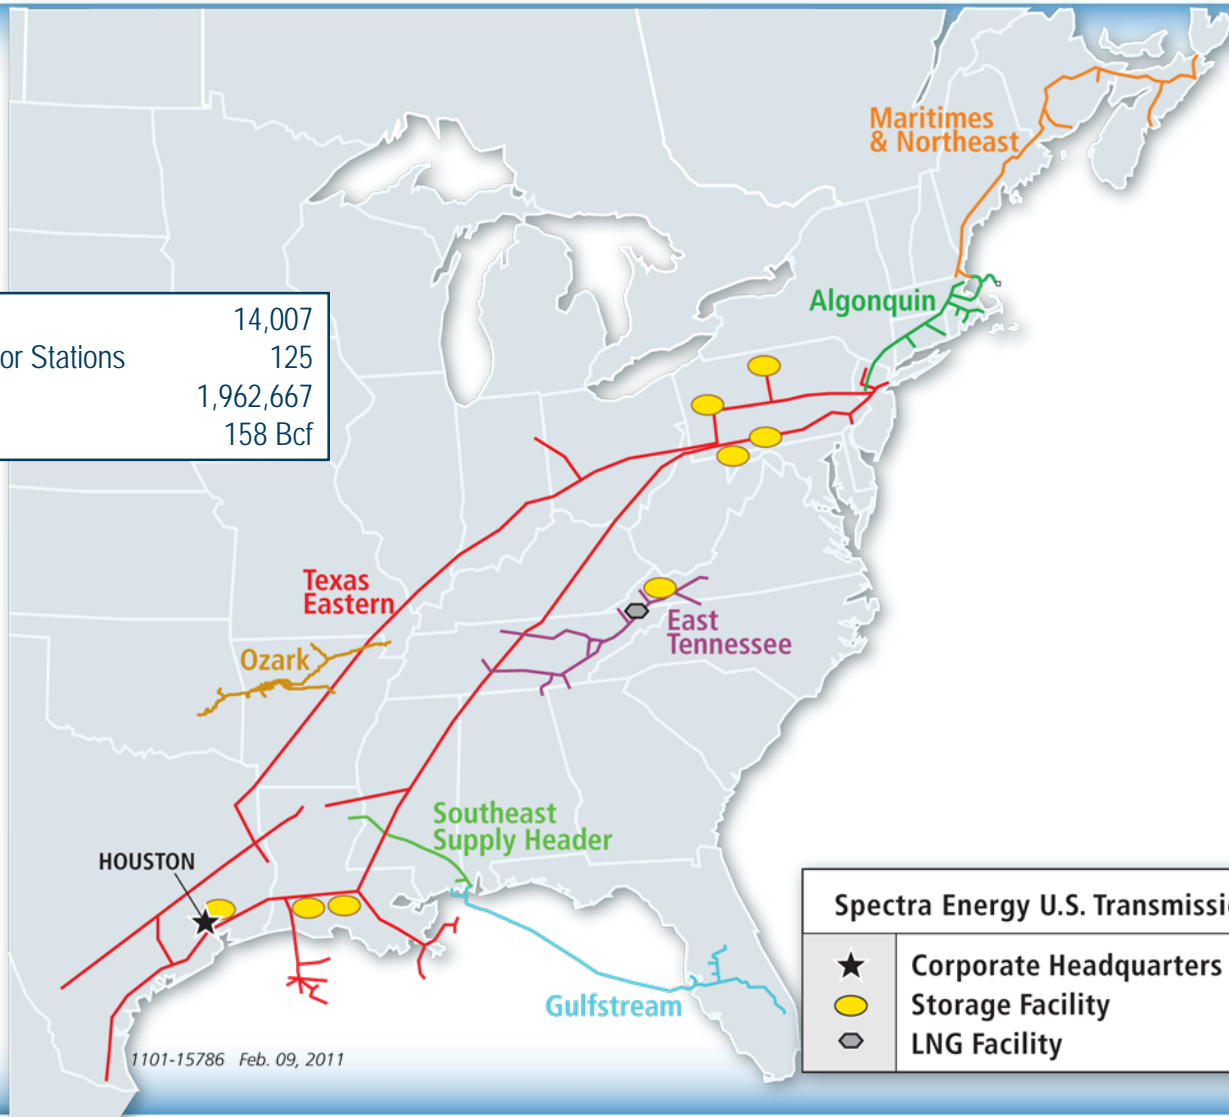 Maritimes
& Northeast
Algonquin
14,007
or Stations 125
1,962,667
158 Bcf
Texas
Eastern
East
Tennessee
Ozark
Southeast
Supply Header
HOUSTON
Gulfstream
Spectra Energy U.S. Transmissi
Corporate Headquarters
Storage Facility
LNG Facility
1101-15786 Feb. 09, 2011